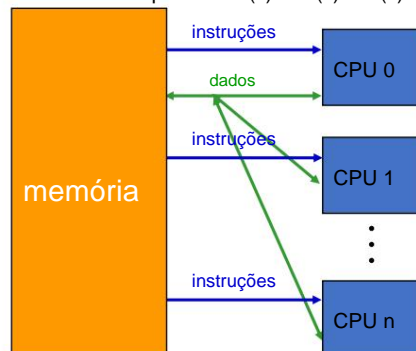 instruções
CPU 0
dados
instruções
CPU 1
memória
instruções
CPU n